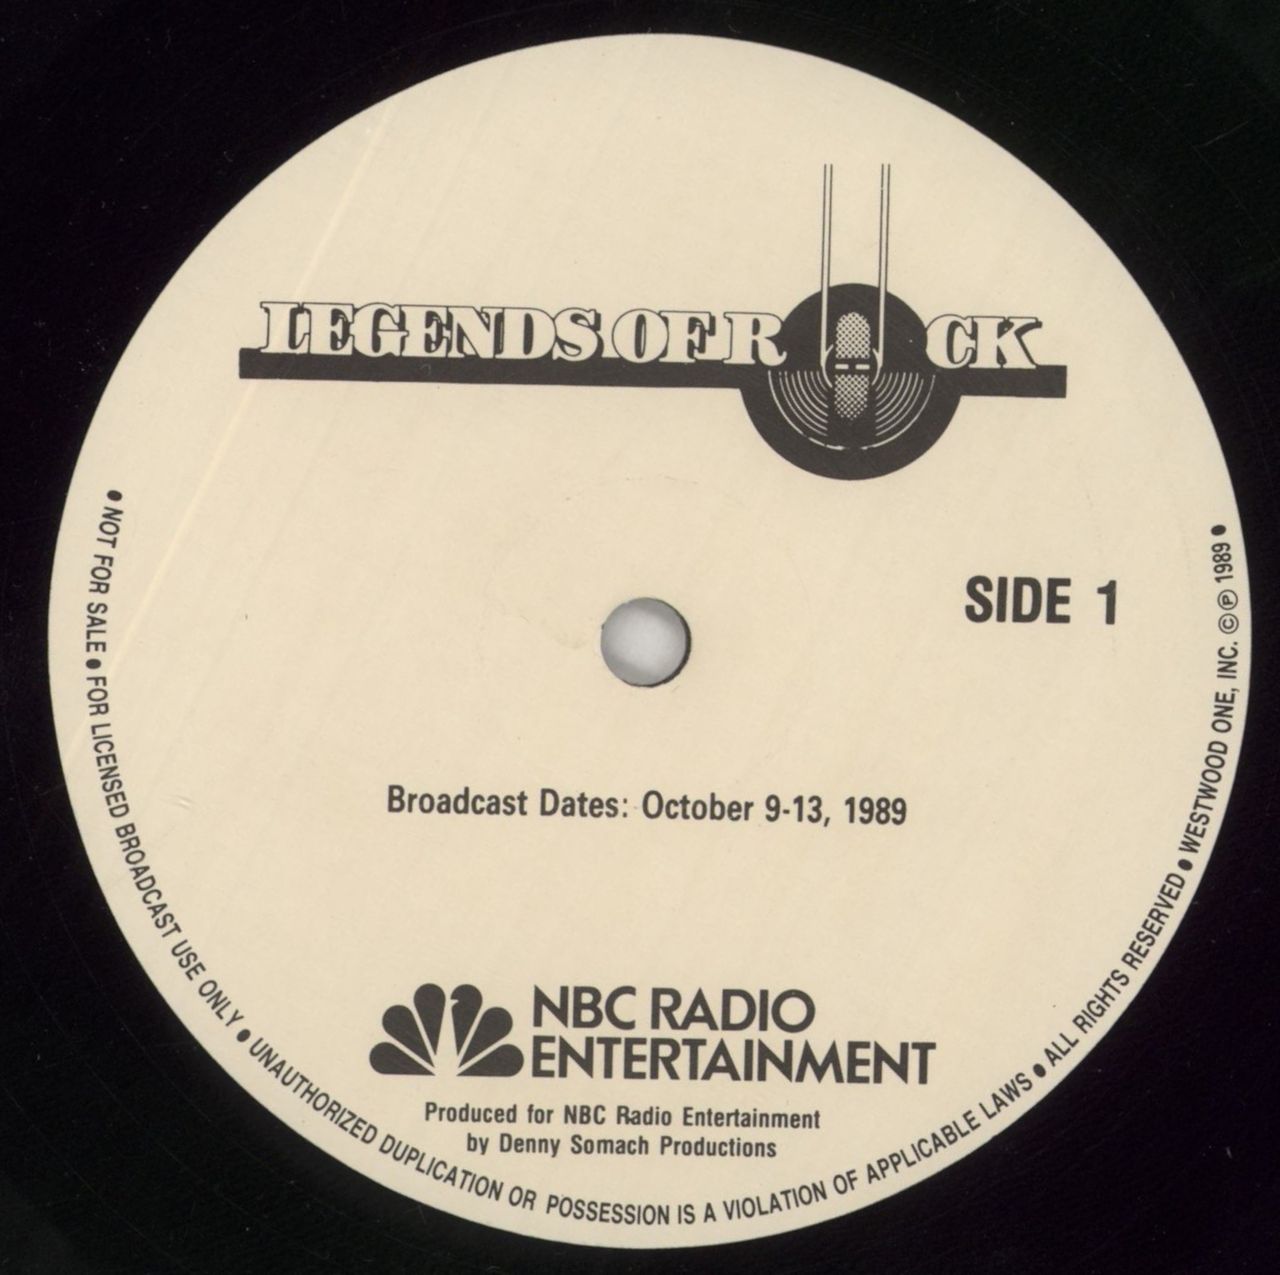 LEGENDS OF ROCK
SIDE 1
Broadcast Dates: October 9-13, 1989
NBC RADIO
ENTERTAINMENT
Produced for NBC Radio Entertainment
by Denny Somach Productions
● NOT FOR SALE ● FOR LICENSED BROADCAST USE ONLY ● UNAUTHORIZED DUPLICATION OR POSSESSION IS A VIOLATION OF APPLICABLE LAWS ● ALL RIGHTS RESERVED ● WESTWOOD ONE, INC. ©℗ 1989 ●